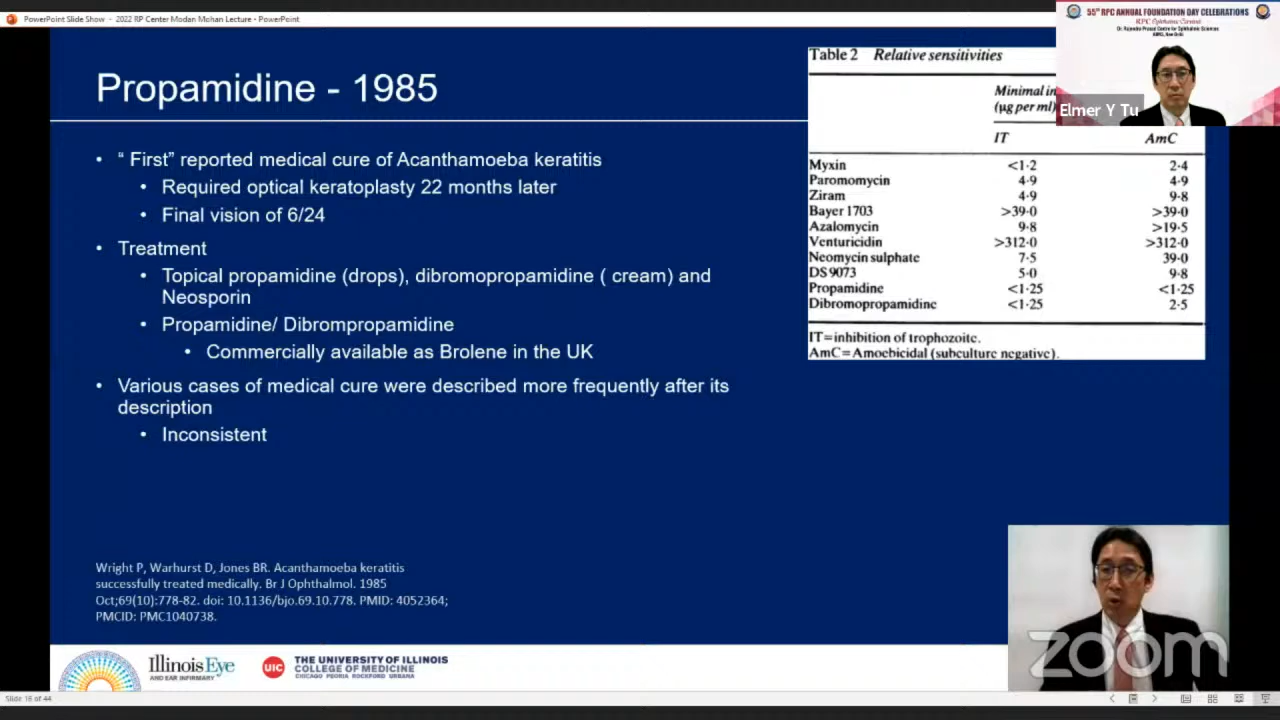 PowerPoint Slide Show - 2022 RP Center Modan Mohan Lecture - PowerPoint
55th RPC ANNUAL FOUNDATION DAY CELEBRATIONS
Dr. Rajendra Prasad Centre for Ophthalmic Sciences
AIIMS, New Delhi
Elmer Y Tu
Propamidine - 1985
• “ First” reported medical cure of Acanthamoeba keratitis
• Required optical keratoplasty 22 months later
• Final vision of 6/24
• Treatment
• Topical propamidine (drops), dibromopropamidine ( cream) and
Neosporin
• Propamidine/ Dibrompropamidine
• Commercially available as Brolene in the UK
• Various cases of medical cure were described more frequently after its
description
• Inconsistent
Table 2 Relative sensitivities
Minimal in
(μg per ml)
IT AmC
Myxin <1·2 2·4
Paromomycin 4·9 4·9
Ziram 4·9 9·8
Bayer 1703 >39·0 >39·0
Azalomycin 9·8 >19·5
Venturicidin >312·0 >312·0
Neomycin sulphate 7·5 39·0
DS 9073 5·0 9·8
Propamidine <1·25 <1·25
Dibromopropamidine <1·25 2·5
IT=inhibition of trophozoite.
AmC=Amoebicidal (subculture negative).
Wright P, Warhurst D, Jones BR. Acanthamoeba keratitis
successfully treated medically. Br J Ophthalmol. 1985
Oct;69(10):778-82. doi: 10.1136/bjo.69.10.778. PMID: 4052364;
PMCID: PMC1040738.
Illinois Eye
AND EAR INFIRMARY
UIC
THE UNIVERSITY OF ILLINOIS
COLLEGE OF MEDICINE
CHICAGO PEORIA ROCKFORD URBANA
zoom
Slide 16 of 44